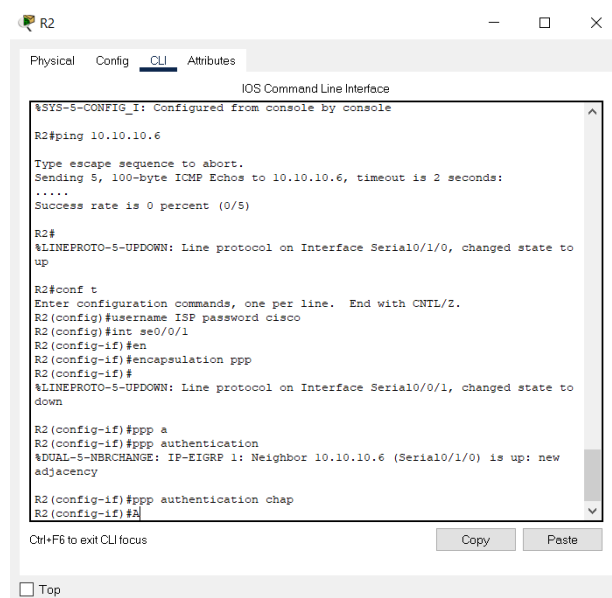 R2
Physical Config CLI Attributes
IOS Command Line Interface
%SYS-5-CONFIG_I: Configured from console by console
R2#ping 10.10.10.6
Type escape sequence to abort.
Sending 5, 100-byte ICMP Echos to 10.10.10.6, timeout is 2 seconds:
.....
Success rate is 0 percent (0/5)
R2#
%LINEPROTO-5-UPDOWN: Line protocol on Interface Serial0/1/0, changed state to
up
R2#conf t
Enter configuration commands, one per line.  End with CNTL/Z.
R2(config)#username ISP password cisco
R2(config)#int se0/0/1
R2(config-if)#en
R2(config-if)#encapsulation ppp
R2(config-if)#
%LINEPROTO-5-UPDOWN: Line protocol on Interface Serial0/0/1, changed state to
down
R2(config-if)#ppp a
R2(config-if)#ppp authentication
%DUAL-5-NBRCHANGE: IP-EIGRP 1: Neighbor 10.10.10.6 (Serial0/1/0) is up: new
adjacency
R2(config-if)#ppp authentication chap
R2(config-if)#A
Ctrl+F6 to exit CLI focus
Copy Paste
Top